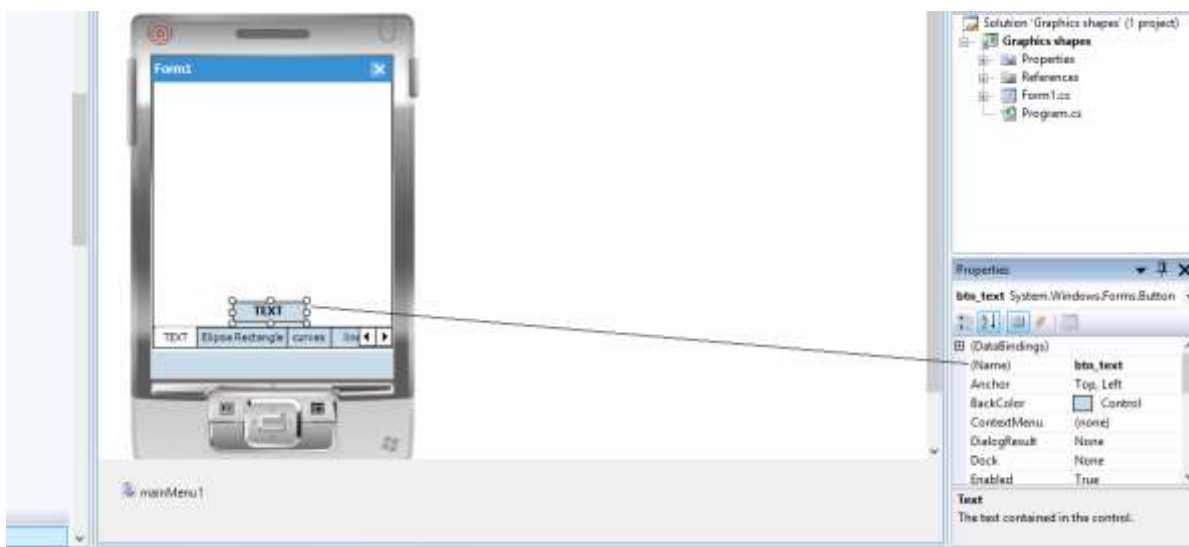 Form1
TEXT
TEXT
Elipse Rectangle
curves
mainMenu1
Solution 'Graphics shapes' (1 project)
Graphics shapes
Properties
References
Form1.cs
Program.cs
Properties
btn_text System.Windows.Forms.Button
(DataBindings)
(Name) btn_text
Anchor Top, Left
BackColor Control
ContextMenu (none)
DialogResult None
Dock None
Enabled True
Text
The text contained in the control.